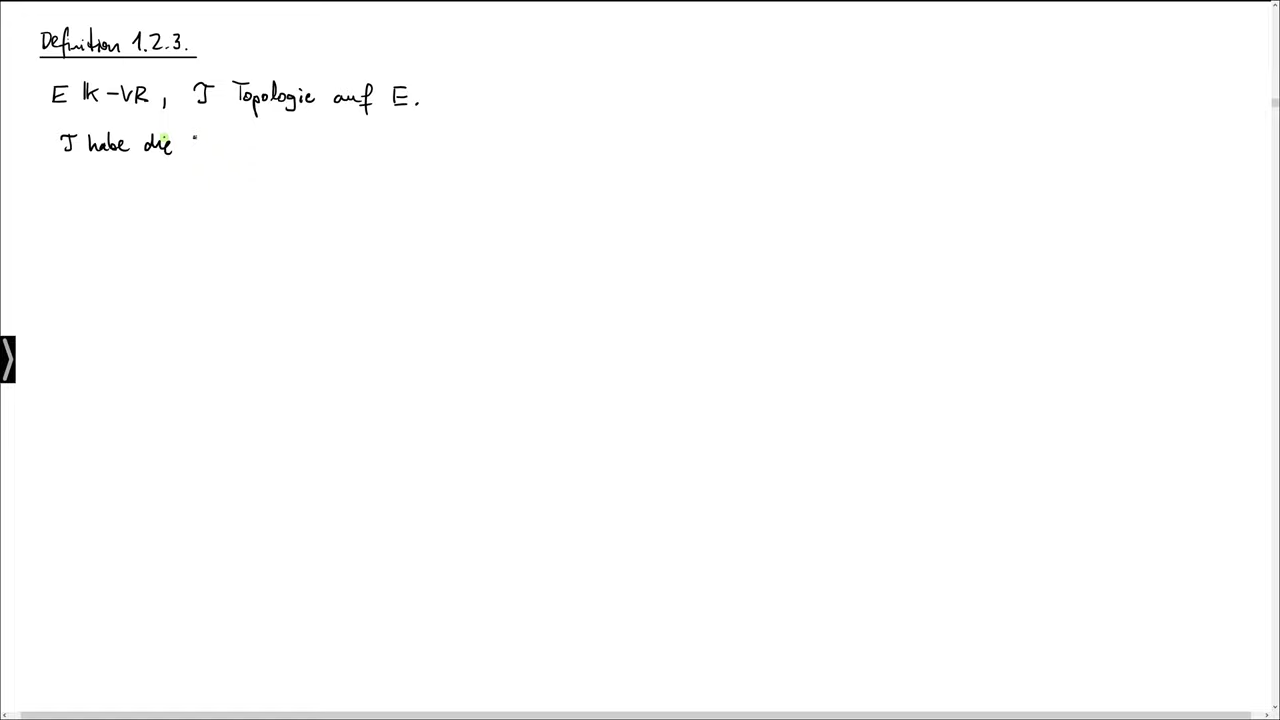 Definition 1.2.3.
E 𝕂-VR, 𝒯 Topologie auf E.
𝒯 habe die